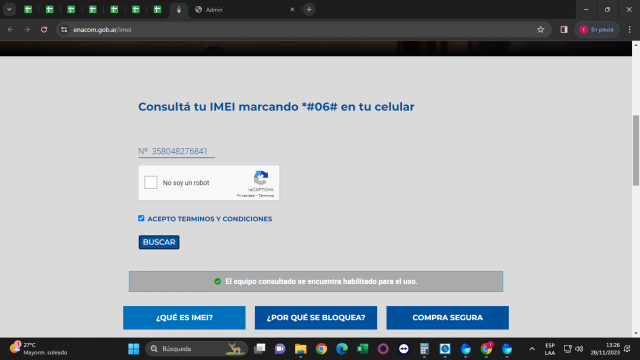 Admin
enacom.gob.ar/imei
En pausa
Consultá tu IMEI marcando *#06# en tu celular
Nº 358048276841
No soy un robot
reCAPTCHA
Privacidad - Términos
ACEPTO TERMINOS Y CONDICIONES
BUSCAR
El equipo consultado se encuentra habilitado para el uso.
¿QUÉ ES IMEI?
¿POR QUÉ SE BLOQUEA?
COMPRA SEGURA
27°C
Mayorm. soleado
Búsqueda
ESP
LAA
13:26
28/11/2023